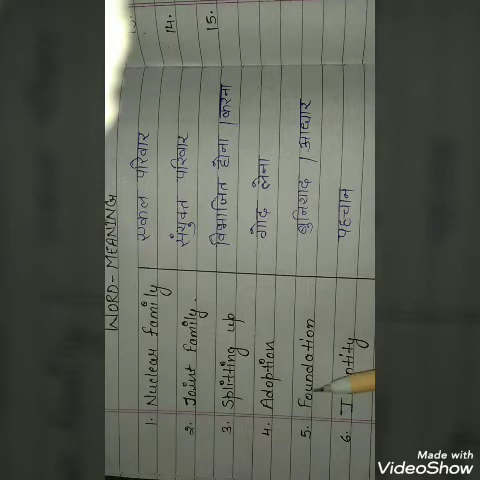 WORD-MEANING
1. Nuclear family एकल परिवार
2. Joint family. संयुक्त परिवार
3. Splitting up विभाजित होना / करना
4. Adoption गोद लेना
5. Foundation बुनियाद / आधार
6. पहचान
14.
15.
Made with
VideoShow